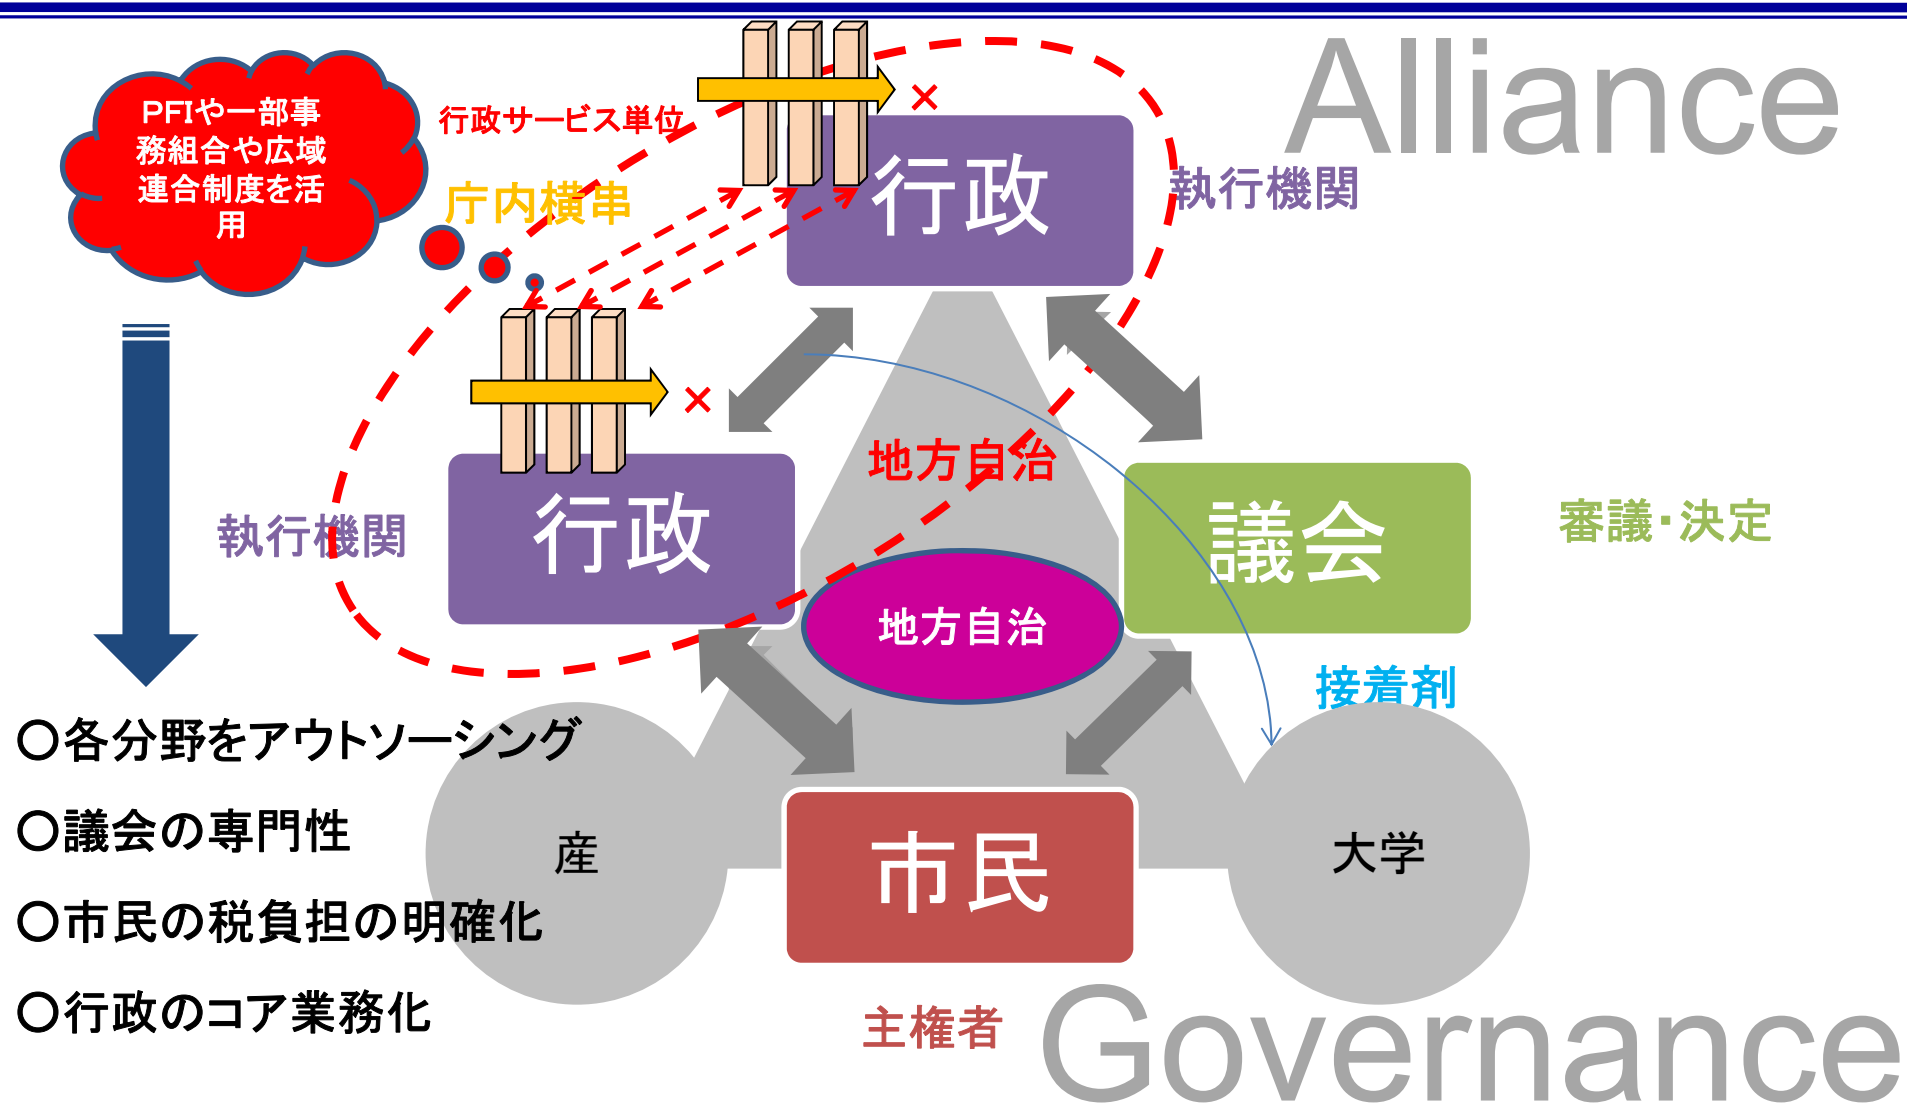 Alliance
PFIや一部事
務組合や広域
連合制度を活
用
行政サービス単位
×
庁内横串
行政
執行機関
×
地方自治
行政
執行機関
議会
審議・決定
地方自治
接着剤
〇各分野をアウトソーシング
〇議会の専門性
産
市民
大学
〇市民の税負担の明確化
〇行政のコア業務化
主権者
Governance